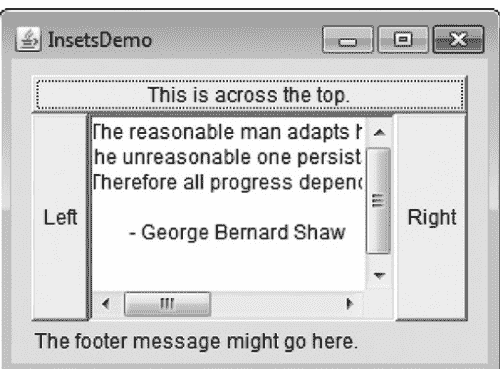 InsetsDemo
This is across the top.
The reasonable man adapts
he unreasonable one persist
Therefore all progress depend
- George Bernard Shaw
Left
Right
The footer message might go here.